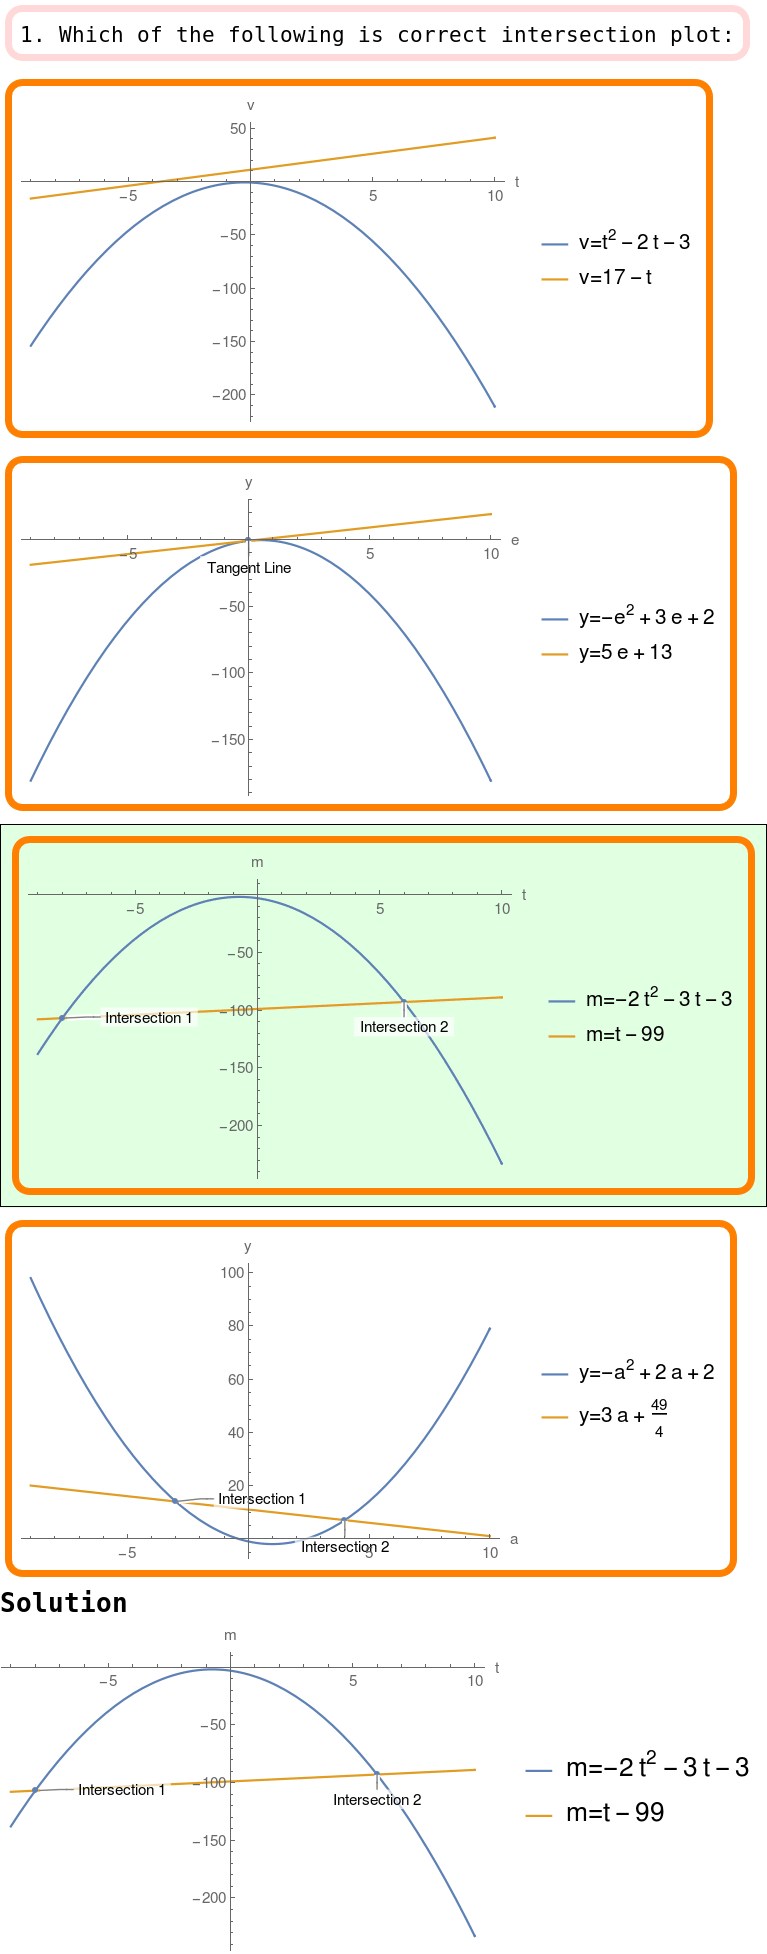 1. Which of the following is correct intersection plot:
v
50
−5
5
10
t
−50
−100
−150
−200
v=t² − 2 t − 3
v=17 − t
y
−5
5
10
e
Tangent Line
−50
−100
−150
y=−e² + 3 e + 2
y=5 e + 13
m
−5
5
10
t
−50
−100
Intersection 1
Intersection 2
−150
−200
m=−2 t² − 3 t − 3
m=t − 99
y
100
80
60
40
20
Intersection 1
Intersection 2
−5
5
10
a
y=−a² + 2 a + 2
y=3 a + 49/4
Solution
m
−5
5
10
t
−50
−100
Intersection 1
Intersection 2
−150
−200
m=−2 t² − 3 t − 3
m=t − 99